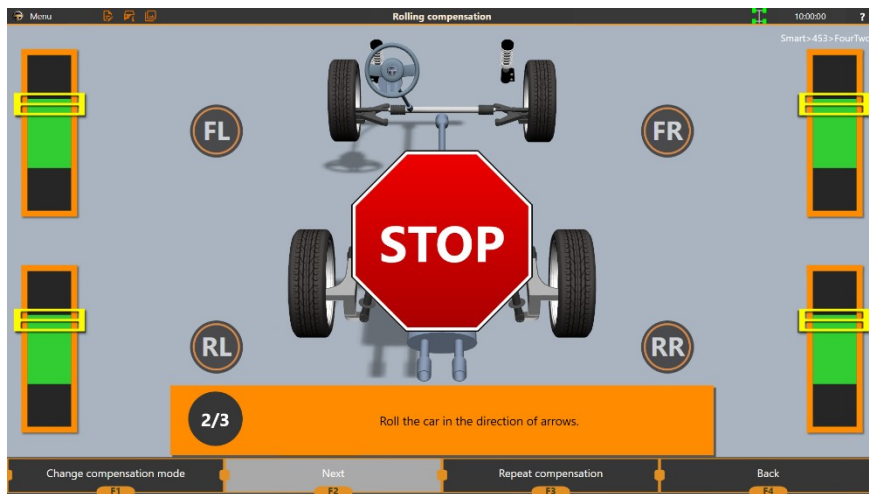 Menu
Rolling compensation
10:00:00
?
Smart>453>FourTwo
FL
FR
STOP
RL
RR
2/3
Roll the car in the direction of arrows.
Change compensation mode
Next
Repeat compensation
Back
F1
F2
F3
F4